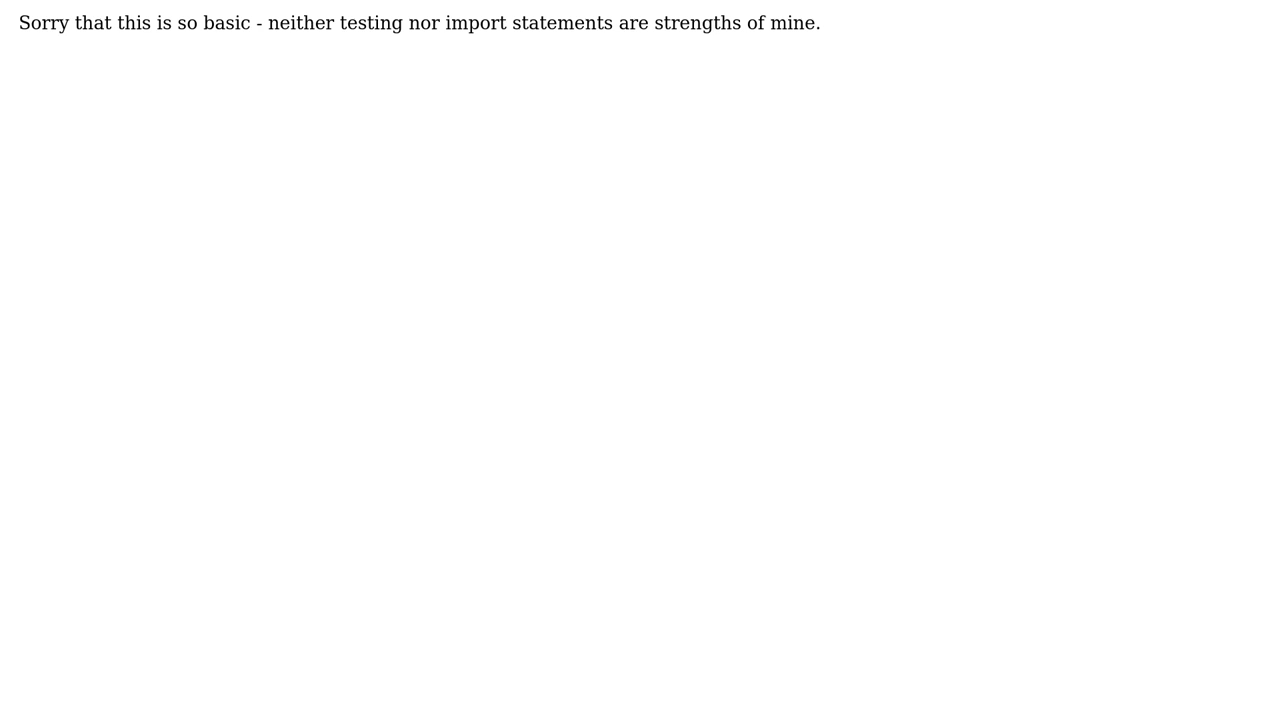 Sorry that this is so basic - neither testing nor import statements are strengths of mine.